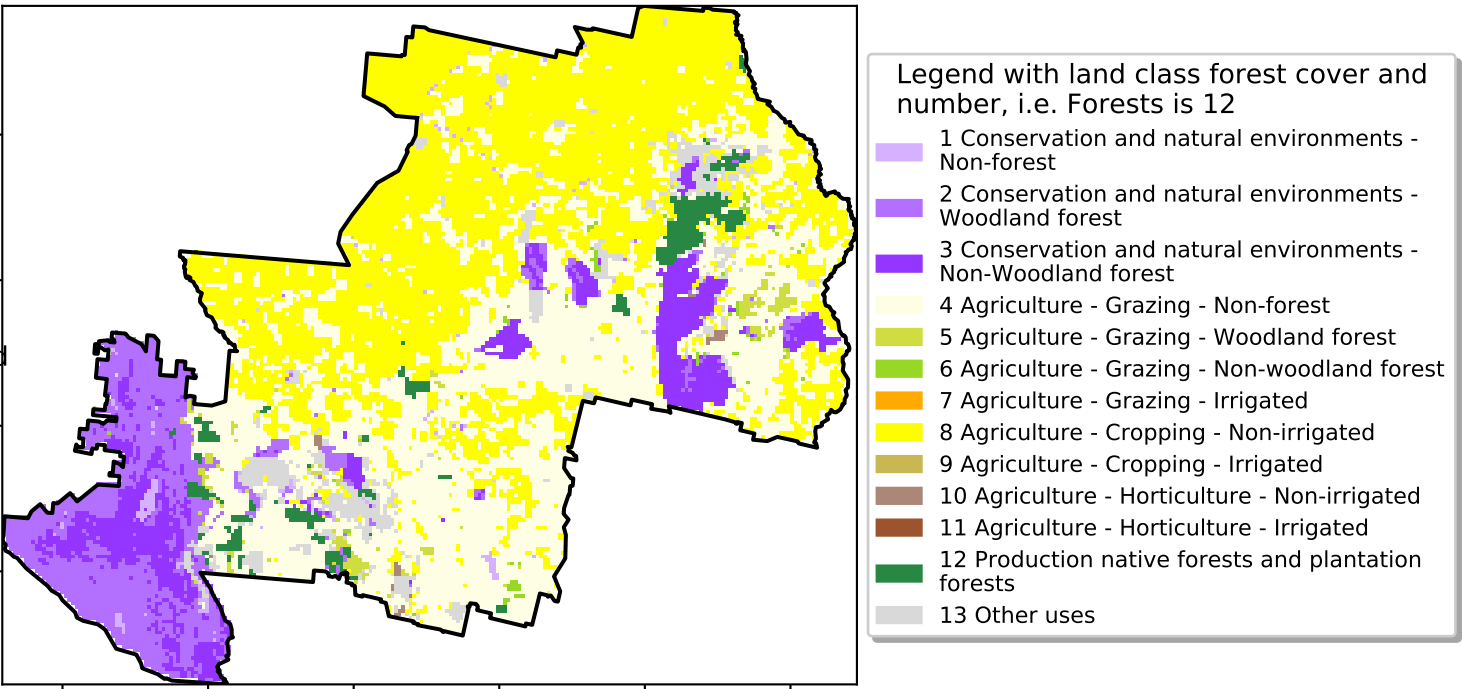 Legend with land class forest cover and
number, i.e. Forests is 12
1 Conservation and natural environments -
Non-forest
2 Conservation and natural environments -
Woodland forest
3 Conservation and natural environments -
Non-Woodland forest
4 Agriculture - Grazing - Non-forest
5 Agriculture - Grazing - Woodland forest
6 Agriculture - Grazing - Non-woodland forest
7 Agriculture - Grazing - Irrigated
8 Agriculture - Cropping - Non-irrigated
9 Agriculture - Cropping - Irrigated
10 Agriculture - Horticulture - Non-irrigated
11 Agriculture - Horticulture - Irrigated
12 Production native forests and plantation
forests
13 Other uses